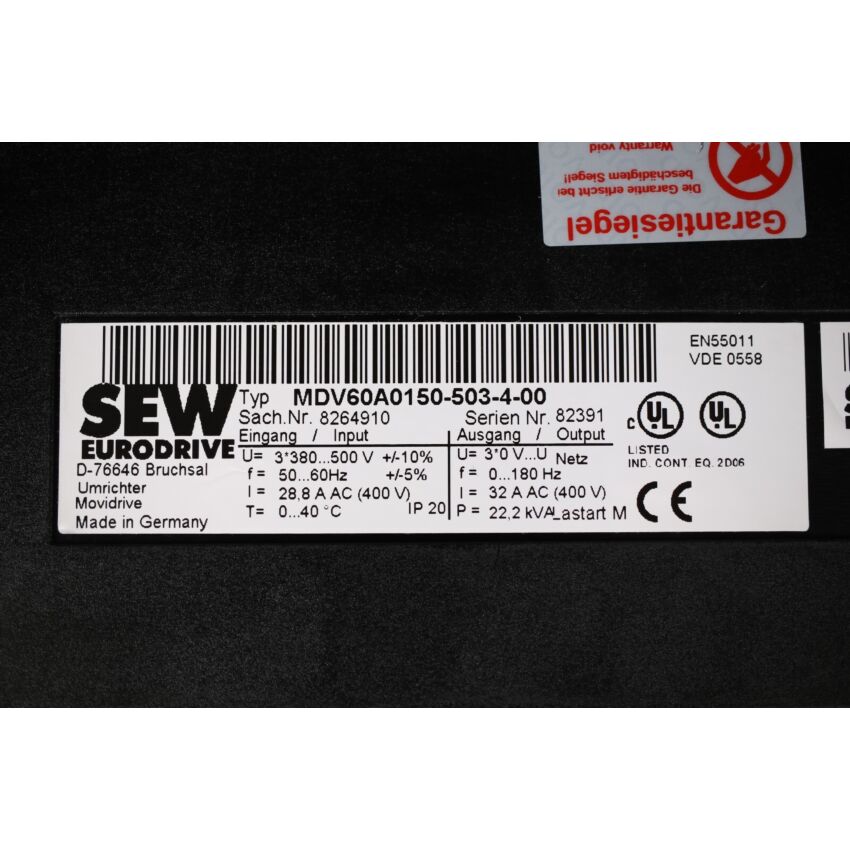 Garantiesiegel
Die Garantie erlischt bei
beschädigtem Siegel!
Warranty void
EN55011
VDE 0558
SEW
EURODRIVE
D-76646 Bruchsal
Umrichter
Movidrive
Made in Germany
Typ MDV60A0150-503-4-00
Sach.Nr. 8264910 Serien Nr. 82391
Eingang / Input Ausgang / Output
U= 3*380...500 V +/-10% U= 3*0 V...U Netz
f = 50...60Hz +/-5% f = 0...180 Hz
I = 28,8 A AC (400 V) I = 32 A AC (400 V)
T= 0...40 °C IP 20 P = 22,2 kVA Lastart M
c UL UL
LISTED
IND. CONT. EQ. 2D06
CE